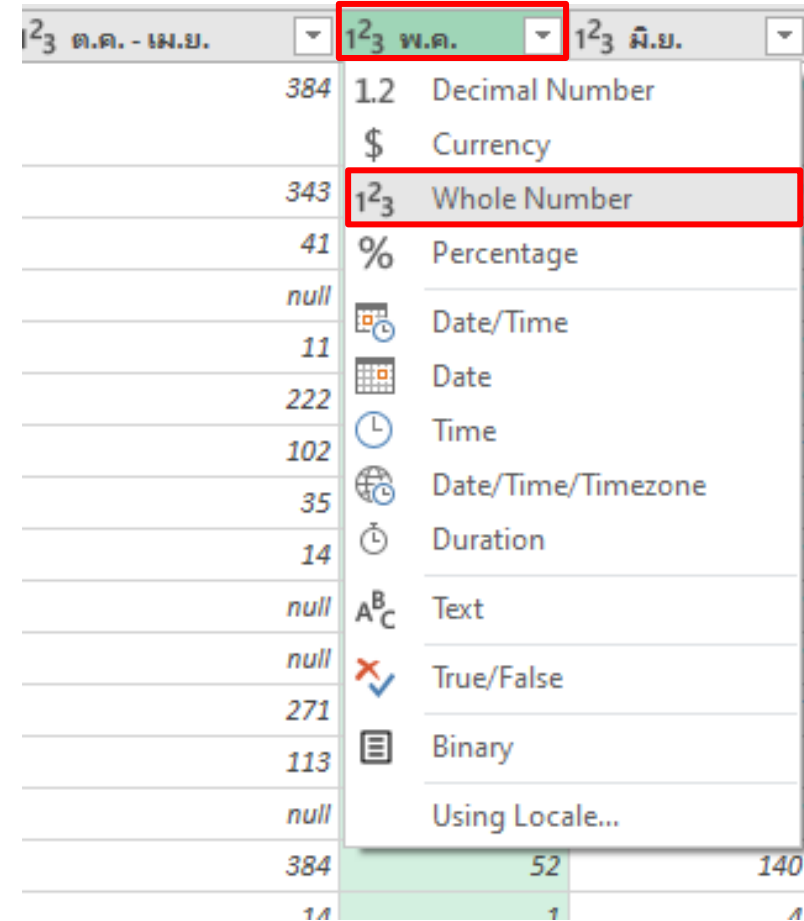 1²3 ต.ค. - เม.ย. 1²3 พ.ค. 1²3 มิ.ย.
384 1.2 Decimal Number
$ Currency
343 1²3 Whole Number
41 % Percentage
null
Date/Time
11
Date
222
Time
102
Date/Time/Timezone
35
Duration
14
null ABC Text
null
True/False
271
Binary
113
null Using Locale...
384 52 140
14 1 4